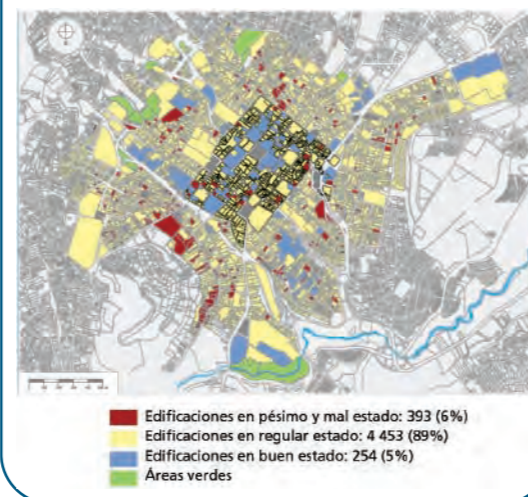 Edificaciones en pésimo y mal estado: 393 (6%)
Edificaciones en regular estado: 4 453 (89%)
Edificaciones en buen estado: 254 (5%)
Áreas verdes